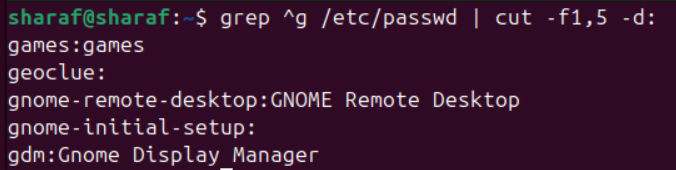 sharaf@sharaf:~$ grep ^g /etc/passwd | cut -f1,5 -d:
games:games
geoclue:
gnome-remote-desktop:GNOME Remote Desktop
gnome-initial-setup:
gdm:Gnome Display Manager